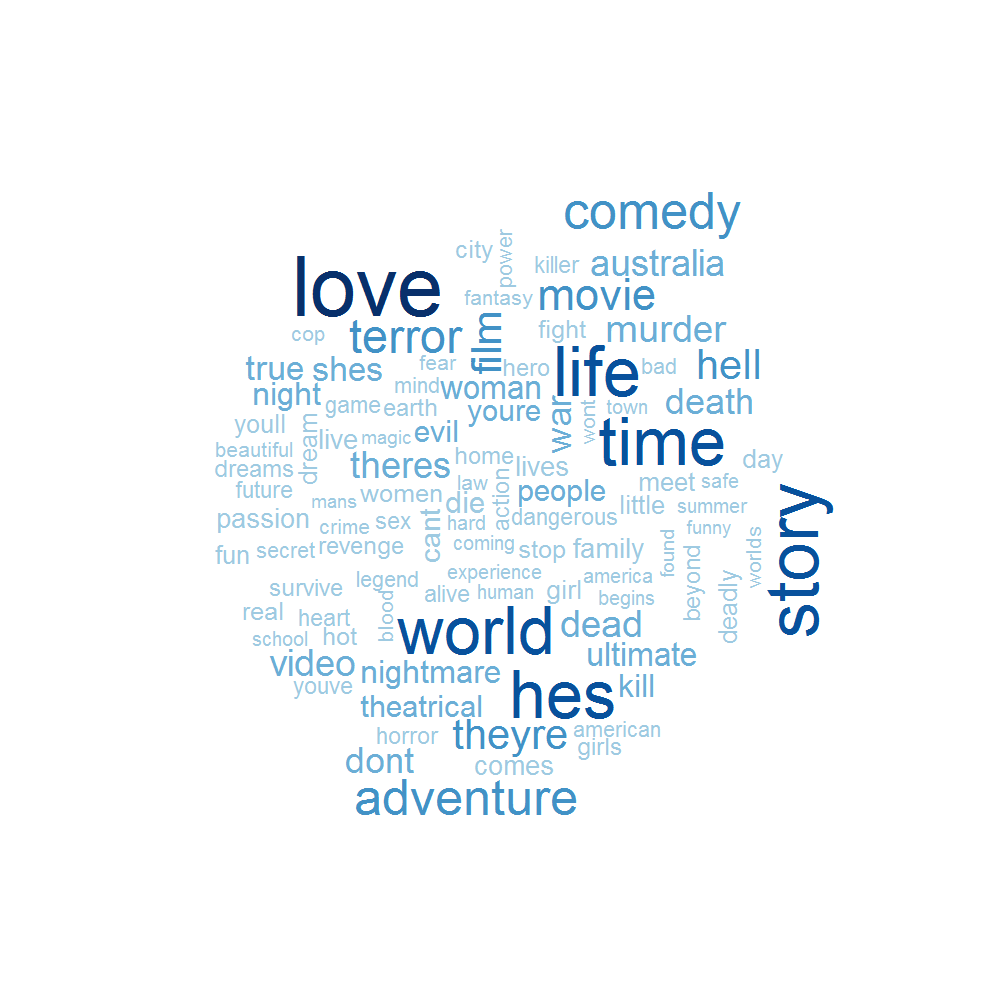 comedy
city
power
killer
australia
love
fantasy
movie
cop
terror
film
fight
murder
true
shes
fear
hero
life
bad
hell
night
mind
woman
game
earth
youre
war
wont
town
death
youll
dream
live
magic
evil
time
beautiful
dreams
theres
home
lives
day
future
mans
women
law
die
action
people
meet
safe
little
summer
story
passion
crime
sex
cant
hard
dangerous
funny
fun
secret
revenge
coming
stop
family
found
worlds
survive
legend
experience
america
beyond
deadly
alive
human
girl
begins
real
heart
blood
school
hot
world
dead
video
nightmare
ultimate
youve
theatrical
hes
kill
horror
theyre
american
girls
dont
comes
adventure